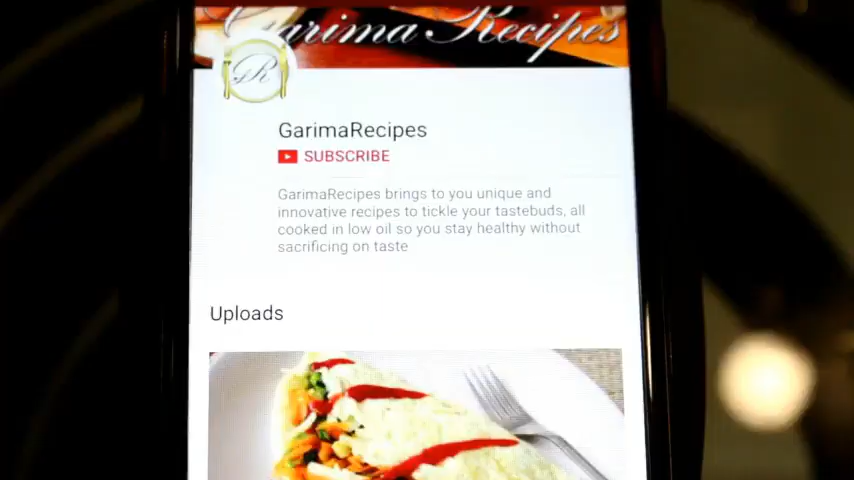 Garima Recipes
GR
GarimaRecipes
SUBSCRIBE
GarimaRecipes brings to you unique and
innovative recipes to tickle your tastebuds, all
cooked in low oil so you stay healthy without
sacrificing on taste
Uploads